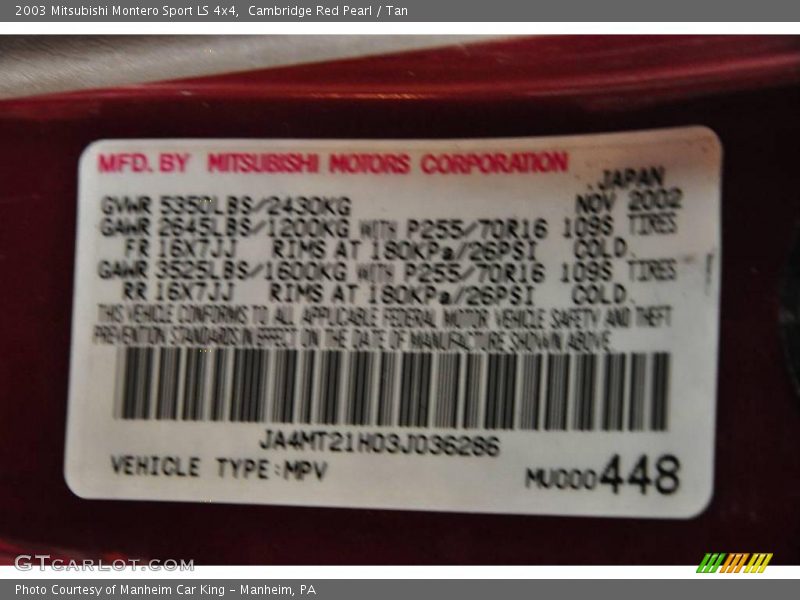 2003 Mitsubishi Montero Sport LS 4x4, Cambridge Red Pearl / Tan
MFD. BY MITSUBISHI MOTORS CORPORATION
JAPAN
GVWR 5350LBS/2430KG NOV 2002
GAWR 2645LBS/1200KG WITH P255/70R16 109S TIRES
FR 16X7JJ RIMS AT 180KPa/26PSI COLD.
GAWR 3525LBS/1600KG WITH P255/70R16 109S TIRES
RR 16X7JJ RIMS AT 180KPa/26PSI COLD.
THIS VEHICLE CONFORMS TO ALL APPLICABLE FEDERAL MOTOR VEHICLE SAFETY AND THEFT
PREVENTION STANDARDS IN EFFECT ON THE DATE OF MANUFACTURE SHOWN ABOVE.
JA4MT21H03J036286
VEHICLE TYPE:MPV MU000448
GTcarlot.com
Photo Courtesy of Manheim Car King - Manheim, PA